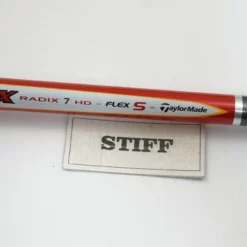 X RADIX 7 HD – FLEX S – TaylorMade
STIFF